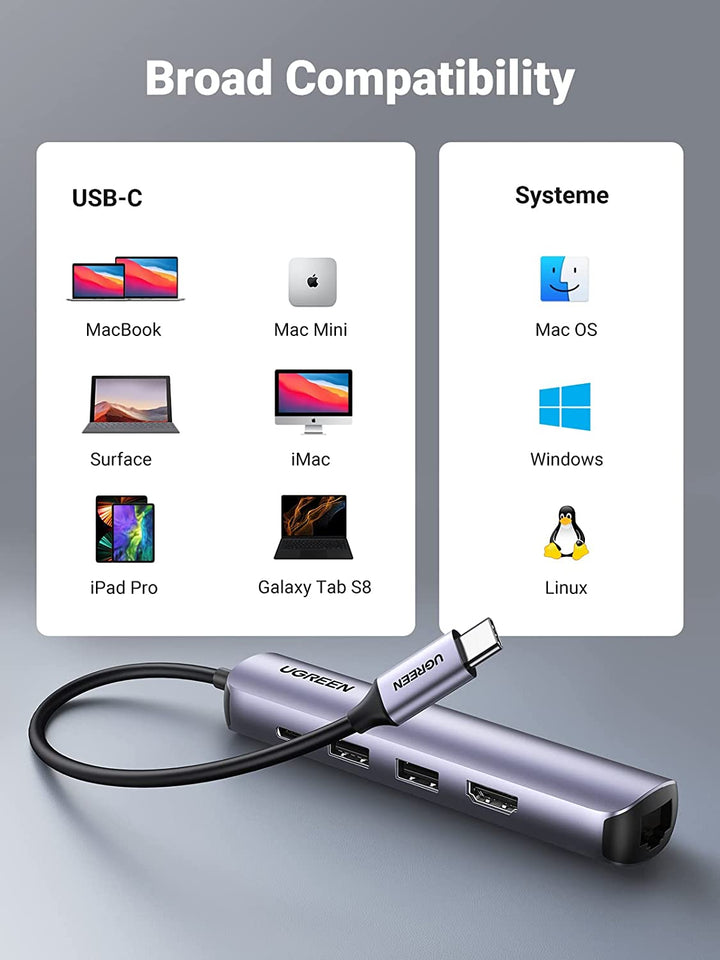 Broad Compatibility
USB-C
MacBook
Mac Mini
Surface
iMac
iPad Pro
Galaxy Tab S8
Systeme
Mac OS
Windows
Linux
UGREEN
UGREEN